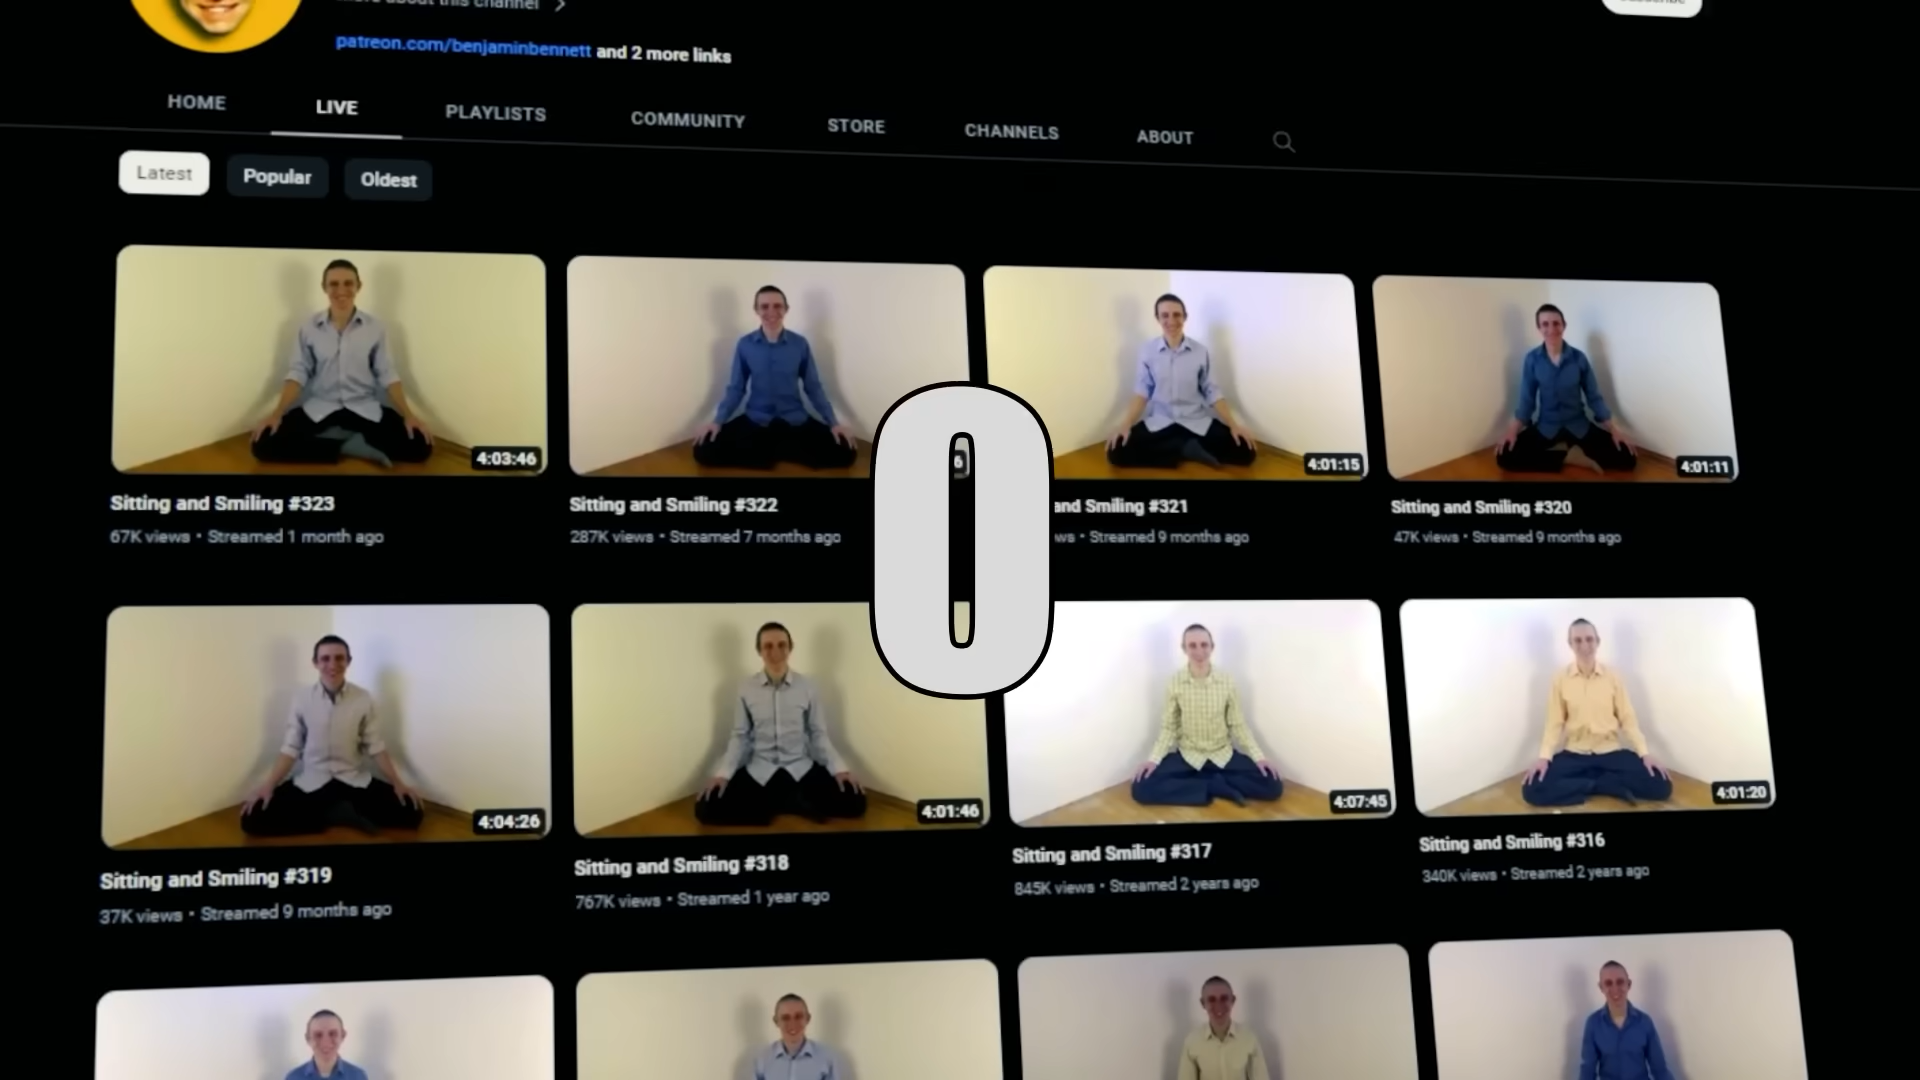 more about this channel
patreon.com/benjaminbennett and 2 more links
Subscribe
HOME LIVE PLAYLISTS COMMUNITY STORE CHANNELS ABOUT
Latest Popular Oldest
4:03:46
6
4:01:15
4:01:11
Sitting and Smiling #323
67K views • Streamed 1 month ago
Sitting and Smiling #322
287K views • Streamed 7 months ago
and Smiling #321
• Streamed 9 months ago
Sitting and Smiling #320
47K views • Streamed 9 months ago
0
4:04:26
4:01:46
4:07:45
4:01:20
Sitting and Smiling #319
37K views • Streamed 9 months ago
Sitting and Smiling #318
767K views • Streamed 1 year ago
Sitting and Smiling #317
845K views • Streamed 2 years ago
Sitting and Smiling #316
340K views • Streamed 2 years ago